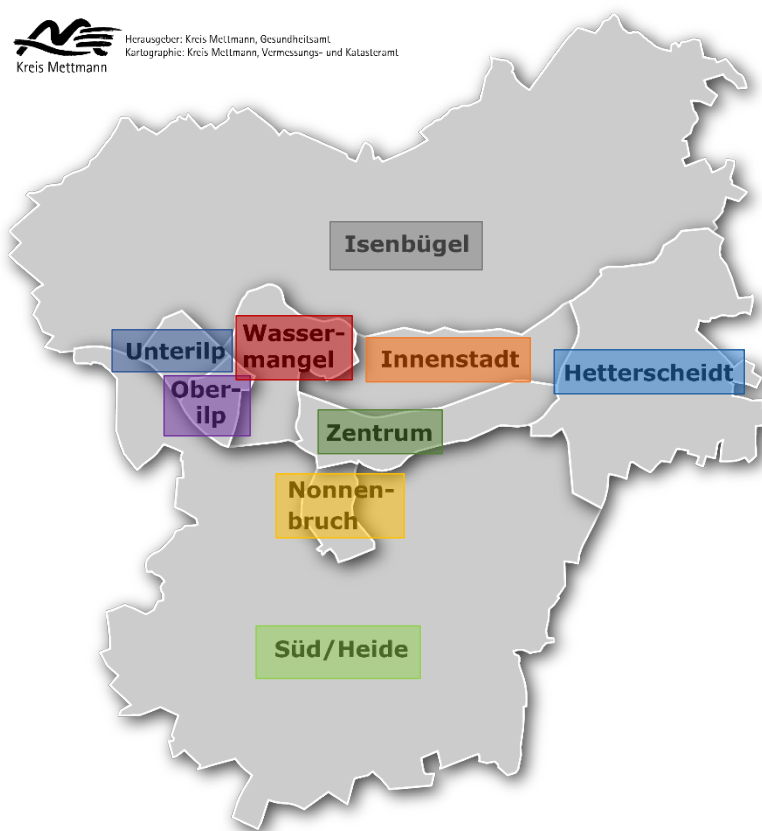 Herausgeber: Kreis Mettmann, Gesundheitsamt
Kartographie: Kreis Mettmann, Vermessungs- und Katasteramt
Kreis Mettmann
Isenbügel
Unterilp
Wasser-
mangel
Innenstadt
Hetterscheidt
Ober-
ilp
Zentrum
Nonnen-
bruch
Süd/Heide